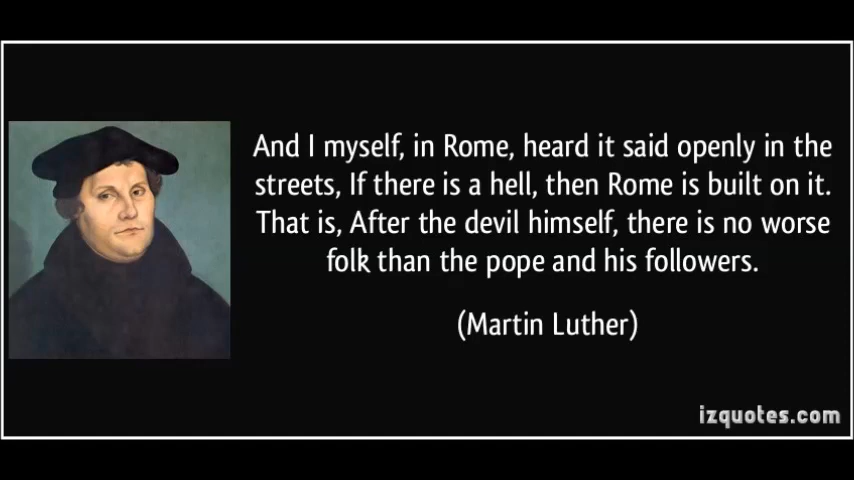 And I myself, in Rome, heard it said openly in the
streets, If there is a hell, then Rome is built on it.
That is, After the devil himself, there is no worse
folk than the pope and his followers.
(Martin Luther)
izquotes.com